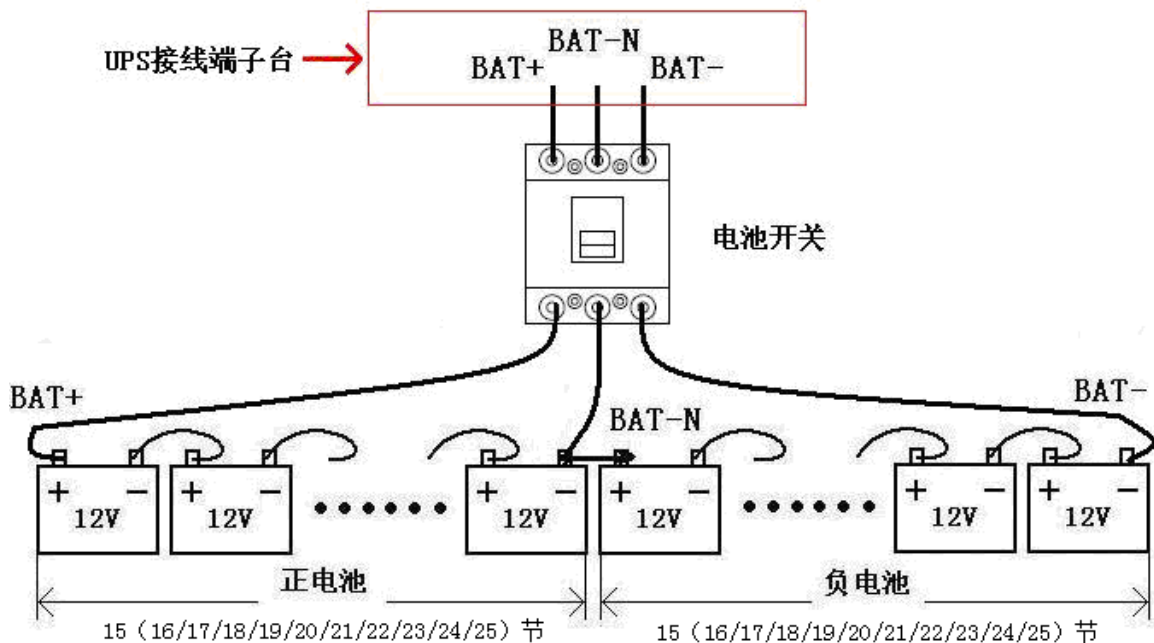 BAT-N
UPS接线端子台
BAT+
BAT-
电池开关
BAT+
BAT-
BAT-N
+ - + - + - + - + - + -
12V 12V 12V 12V 12V 12V
正电池
负电池
15（16/17/18/19/20/21/22/23/24/25）节
15（16/17/18/19/20/21/22/23/24/25）节